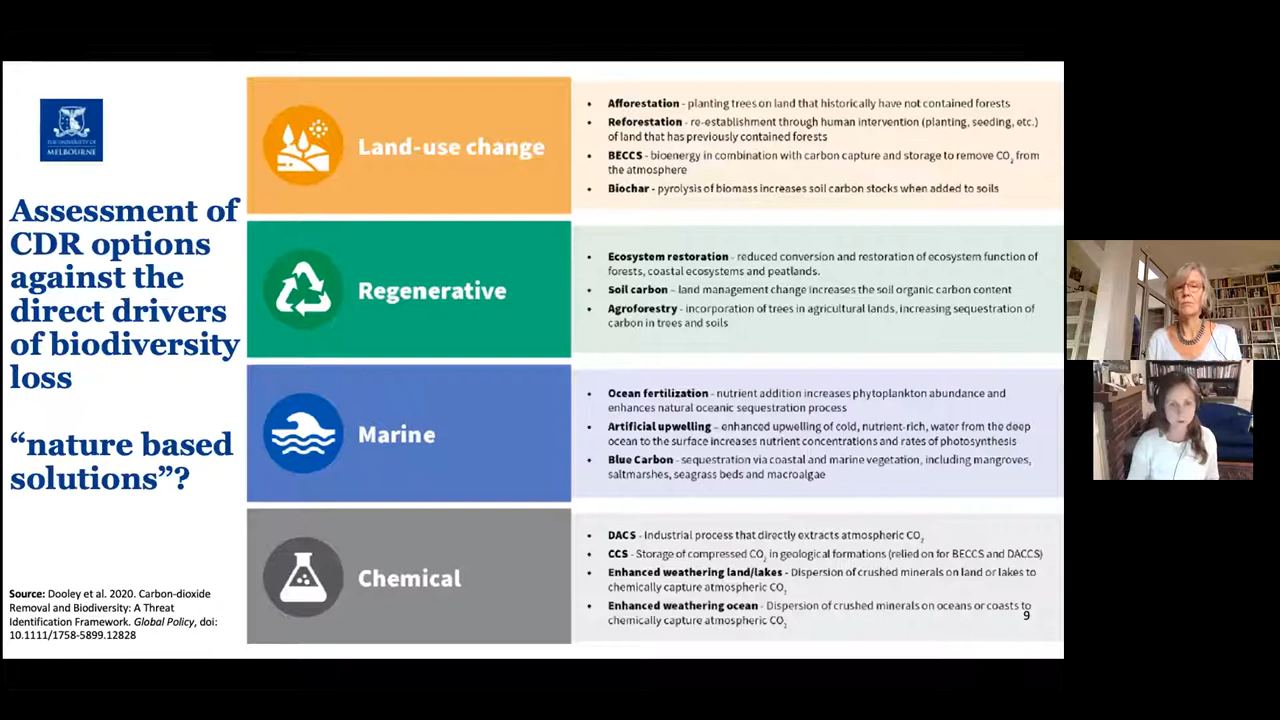 THE UNIVERSITY OF
MELBOURNE
Assessment of
CDR options
against the
direct drivers
of biodiversity
loss
“nature based
solutions”?
Source: Dooley et al. 2020. Carbon-dioxide
Removal and Biodiversity: A Threat
Identification Framework. Global Policy, doi:
10.1111/1758-5899.12828
Land-use change
• Afforestation - planting trees on land that historically have not contained forests
• Reforestation - re-establishment through human intervention (planting, seeding, etc.)
of land that has previously contained forests
• BECCS - bioenergy in combination with carbon capture and storage to remove CO₂ from
the atmosphere
• Biochar - pyrolysis of biomass increases soil carbon stocks when added to soils
Regenerative
• Ecosystem restoration - reduced conversion and restoration of ecosystem function of
forests, coastal ecosystems and peatlands.
• Soil carbon – land management change increases the soil organic carbon content
• Agroforestry - incorporation of trees in agricultural lands, increasing sequestration of
carbon in trees and soils
Marine
• Ocean fertilization - nutrient addition increases phytoplankton abundance and
enhances natural oceanic sequestration process
• Artificial upwelling – enhanced upwelling of cold, nutrient-rich, water from the deep
ocean to the surface increases nutrient concentrations and rates of photosynthesis
• Blue Carbon - sequestration via coastal and marine vegetation, including mangroves,
saltmarshes, seagrass beds and macroalgae
Chemical
• DACS - Industrial process that directly extracts atmospheric CO₂
• CCS - Storage of compressed CO₂ in geological formations (relied on for BECCS and DACCS)
• Enhanced weathering land/lakes - Dispersion of crushed minerals on land or lakes to
chemically capture atmospheric CO₂
• Enhanced weathering ocean - Dispersion of crushed minerals on oceans or coasts to
chemically capture atmospheric CO₂
9